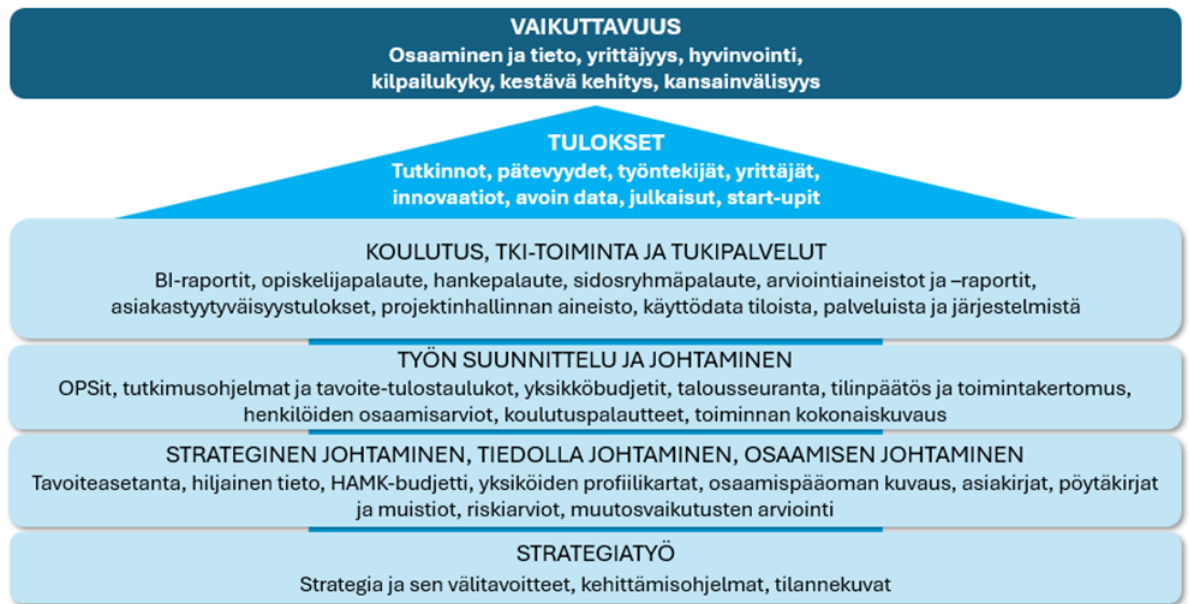 VAIKUTTAVUUS
Osaaminen ja tieto, yrittäjyys, hyvinvointi,
kilpailukyky, kestävä kehitys, kansainvälisyys
TULOKSET
Tutkinnot, pätevyydet, työntekijät, yrittäjät,
innovaatiot, avoin data, julkaisut, start-upit
KOULUTUS, TKI-TOIMINTA JA TUKIPALVELUT
BI-raportit, opiskelijapalaute, hankepalaute, sidosryhmäpalaute, arviointiaineistot ja –raportit,
asiakastyytyväisyystulokset, projektinhallinnan aineisto, käyttödata tiloista, palveluista ja järjestelmistä
TYÖN SUUNNITTELU JA JOHTAMINEN
OPSit, tutkimusohjelmat ja tavoite-tulostaulukot, yksikköbudjetit, talousseuranta, tilinpäätös ja toimintakertomus,
henkilöiden osaamisarviot, koulutuspalautteet, toiminnan kokonaiskuvaus
STRATEGINEN JOHTAMINEN, TIEDOLLA JOHTAMINEN, OSAAMISEN JOHTAMINEN
Tavoiteasetanta, hiljainen tieto, HAMK-budjetti, yksiköiden profiilikartat, osaamispääoman kuvaus, asiakirjat, pöytäkirjat
ja muistiot, riskiarviot, muutosvaikutusten arviointi
STRATEGIATYÖ
Strategia ja sen välitavoitteet, kehittämisohjelmat, tilannekuvat